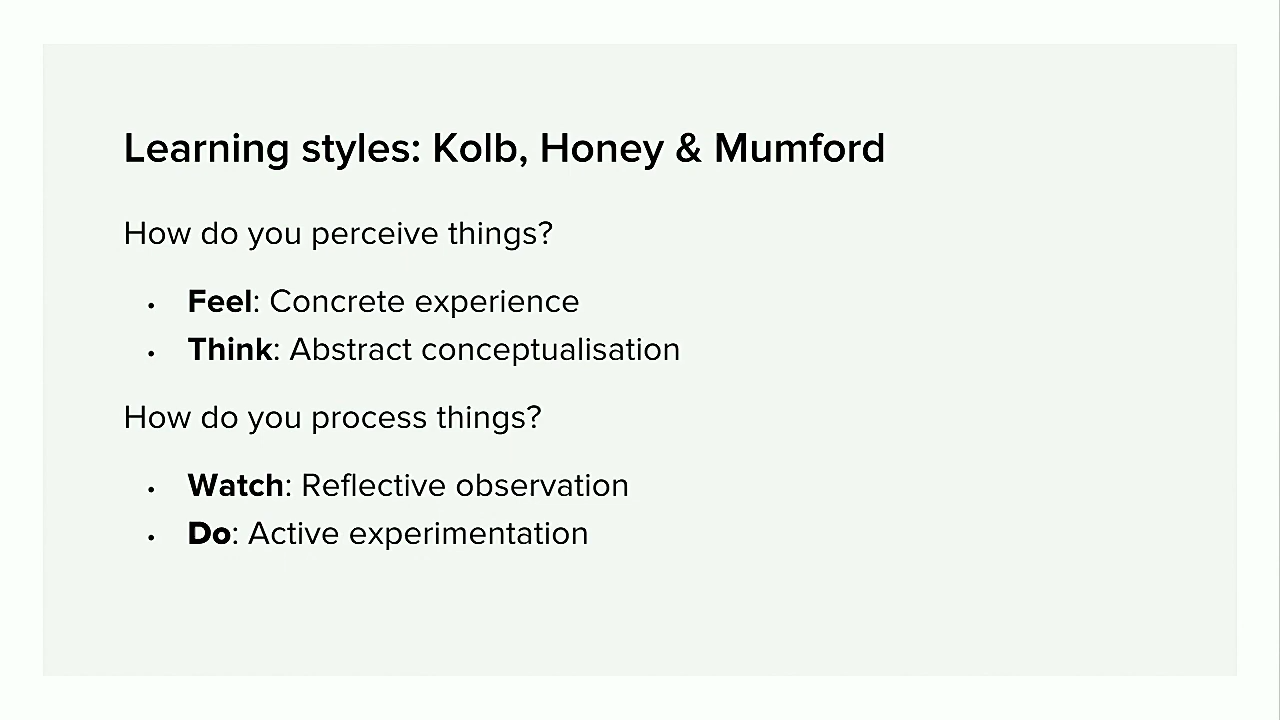 Learning styles: Kolb, Honey & Mumford
How do you perceive things?
• Feel: Concrete experience
• Think: Abstract conceptualisation
How do you process things?
• Watch: Reflective observation
• Do: Active experimentation